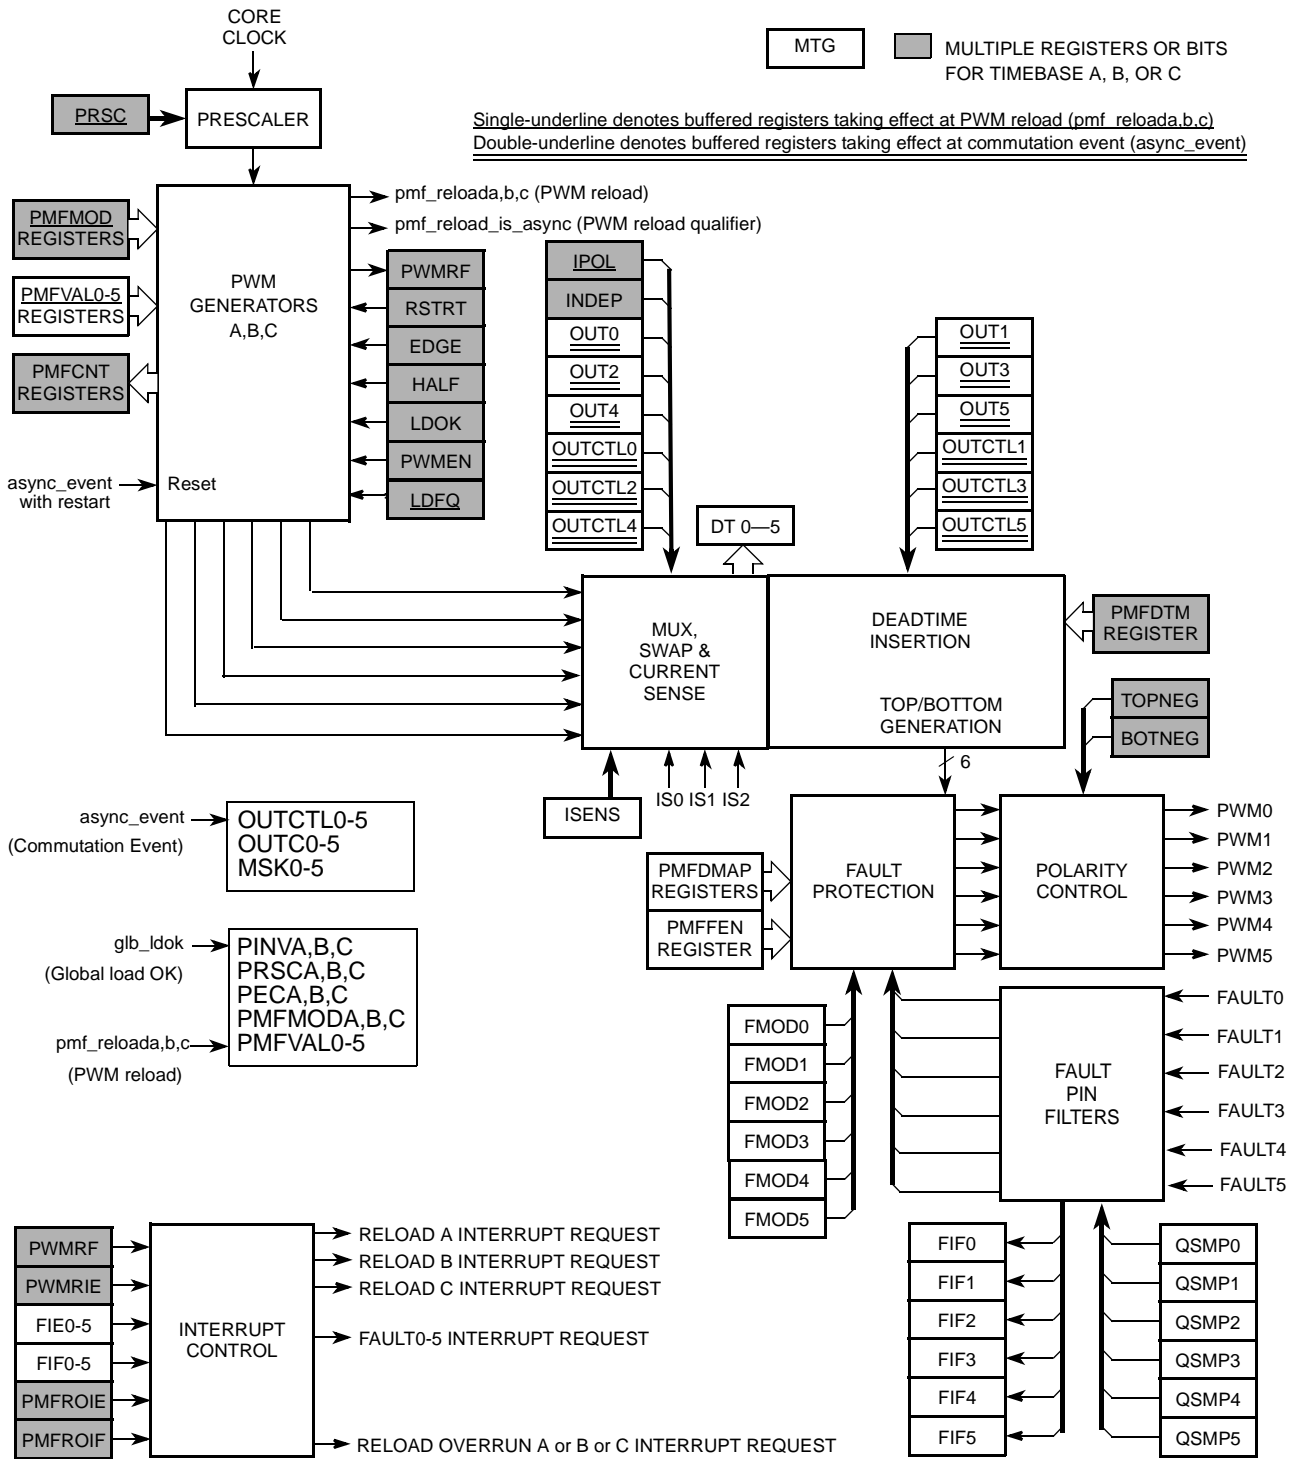 CORE
CLOCK
MTG
MULTIPLE REGISTERS OR BITS
FOR TIMEBASE A, B, OR C
PRSC
PRESCALER
Single-underline denotes buffered registers taking effect at PWM reload (pmf_reloada,b,c)
Double-underline denotes buffered registers taking effect at commutation event (async_event)
PMFMOD
REGISTERS
PMFVAL0-5
REGISTERS
PMFCNT
REGISTERS
async_event
with restart
PWM
GENERATORS
A,B,C
Reset
pmf_reloada,b,c (PWM reload)
pmf_reload_is_async (PWM reload qualifier)
PWMRF
RSTRT
EDGE
HALF
LDOK
PWMEN
LDFQ
IPOL
INDEP
OUT0
OUT2
OUT4
OUTCTL0
OUTCTL2
OUTCTL4
DT 0—5
OUT1
OUT3
OUT5
OUTCTL1
OUTCTL3
OUTCTL5
MUX,
SWAP &
CURRENT
SENSE
DEADTIME
INSERTION
TOP/BOTTOM
GENERATION
PMFDTM
REGISTER
TOPNEG
BOTNEG
6
ISENS
IS0 IS1 IS2
async_event
(Commutation Event)
OUTCTL0-5
OUTC0-5
MSK0-5
glb_ldok
(Global load OK)
pmf_reloada,b,c
(PWM reload)
PINVA,B,C
PRSCA,B,C
PECA,B,C
PMFMODA,B,C
PMFVAL0-5
PMFDMAP
REGISTERS
PMFFEN
REGISTER
FAULT
PROTECTION
POLARITY
CONTROL
PWM0
PWM1
PWM2
PWM3
PWM4
PWM5
FMOD0
FMOD1
FMOD2
FMOD3
FMOD4
FMOD5
FAULT
PIN
FILTERS
FAULT0
FAULT1
FAULT2
FAULT3
FAULT4
FAULT5
FIF0
FIF1
FIF2
FIF3
FIF4
FIF5
QSMP0
QSMP1
QSMP2
QSMP3
QSMP4
QSMP5
PWMRF
PWMRIE
FIE0-5
FIF0-5
PMFROIE
PMFROIF
INTERRUPT
CONTROL
RELOAD A INTERRUPT REQUEST
RELOAD B INTERRUPT REQUEST
RELOAD C INTERRUPT REQUEST
FAULT0-5 INTERRUPT REQUEST
RELOAD OVERRUN A or B or C INTERRUPT REQUEST